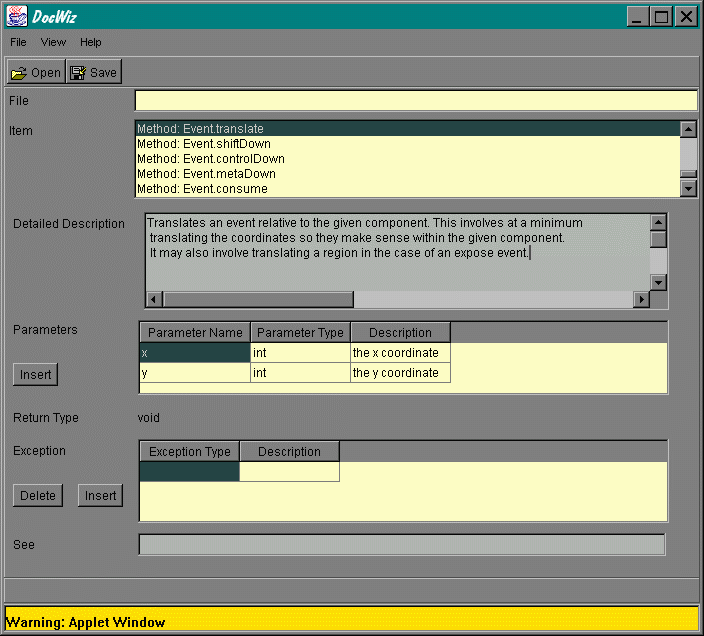 DocWiz
File View Help
Open Save
File
Item
Method: Event.translate
Method: Event.shiftDown
Method: Event.controlDown
Method: Event.metaDown
Method: Event.consume
Detailed Description
Translates an event relative to the given component. This involves at a minimum
translating the coordinates so they make sense within the given component.
It may also involve translating a region in the case of an expose event.
Parameters
Parameter Name Parameter Type Description
x int the x coordinate
y int the y coordinate
Insert
Return Type void
Exception
Exception Type Description
Delete Insert
See
Warning: Applet Window